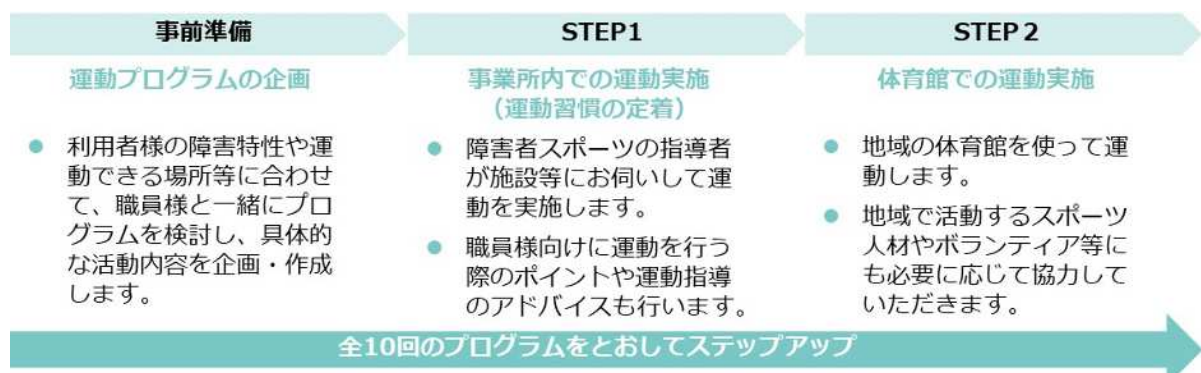 事前準備
運動プログラムの企画
● 利用者様の障害特性や運
動できる場所等に合わせ
て、職員様と一緒にプロ
グラムを検討し、具体的
な活動内容を企画・作成
します。
STEP1
事業所内での運動実施
（運動習慣の定着）
● 障害者スポーツの指導者
が施設等にお伺いして運
動を実施します。
● 職員様向けに運動を行う
際のポイントや運動指導
のアドバイスも行います。
STEP２
体育館での運動実施
● 地域の体育館を使って運
動します。
● 地域で活動するスポーツ
人材やボランティア等に
も必要に応じて協力して
いただきます。
全10回のプログラムをとおしてステップアップ